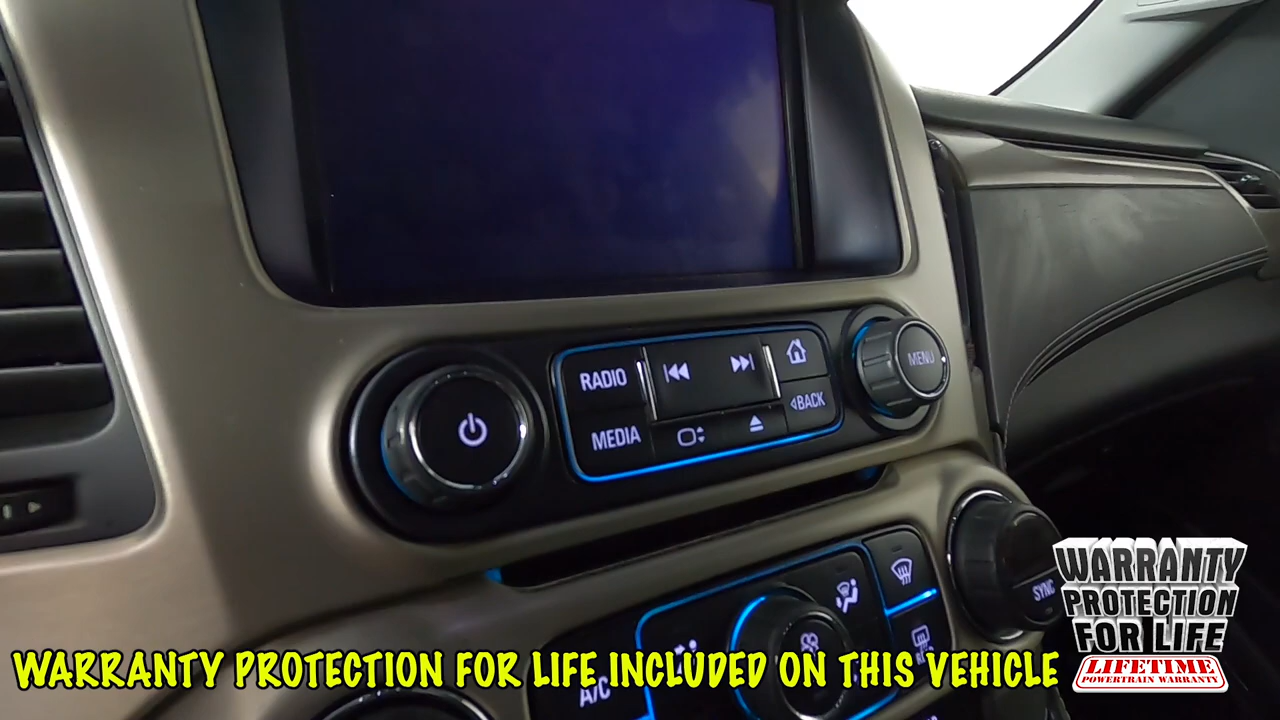 RADIO
MENU
BACK
MEDIA
SYNC
A/C
WARRANTY PROTECTION FOR LIFE INCLUDED ON THIS VEHICLE
WARRANTY
PROTECTION
FOR LIFE
LIFETIME
POWERTRAIN WARRANTY